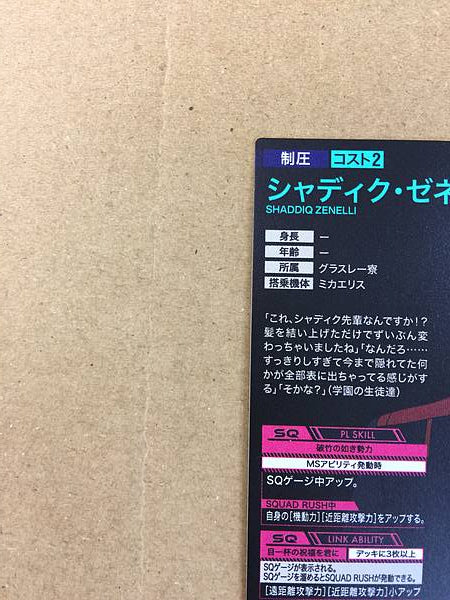 制圧 コスト2
シャディク・ゼネ
SHADDIQ ZENELLI
身長 ー
年齢 ー
所属 グラスレー寮
搭乗機体 ミカエリス
「これ、シャディク先輩なんですか!?
髪を結い上げただけでずいぶん変
わっちゃいましたね」「なんだろ……
すっきりしすぎて今まで隠れてた何
かが全部表に出ちゃってる感じがす
る」「そかな?」(学園の生徒達)
SQ PL SKILL
破竹の如き勢力
MSアビリティ発動時
SQゲージ中アップ。
SQUAD RUSH中
自身の[機動力][近距離攻撃力]をアップする。
SQ LINK ABILITY
目一杯の祝福を君に デッキに3枚以上
SQゲージが表示される。
SQゲージを溜めるとSQUAD RUSHが発動できる。
[遠距離攻撃力][近距離攻撃力]小アップ